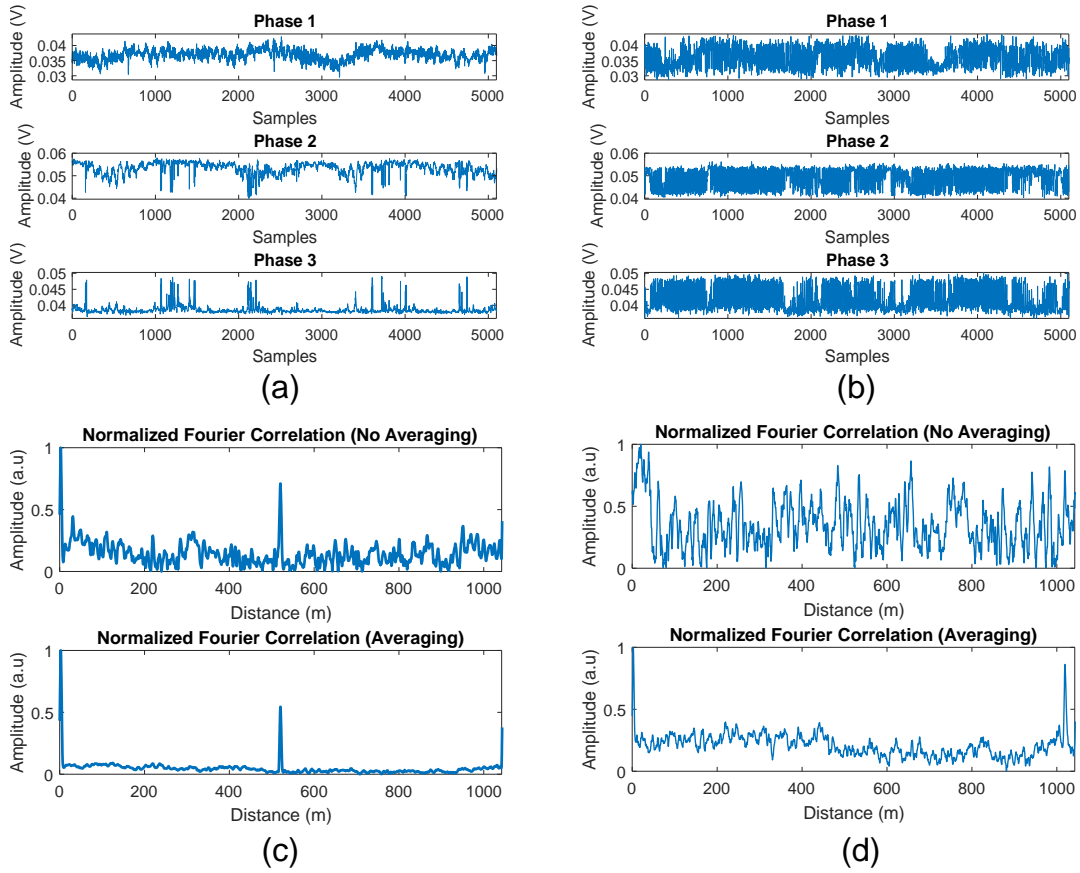 Phase 1
Amplitude (V)
0.04
0.035
0.03
0 1000 2000 3000 4000 5000
Samples
Phase 2
Amplitude (V)
0.06
0.05
0.04
0 1000 2000 3000 4000 5000
Samples
Phase 3
Amplitude (V)
0.05
0.045
0.04
0 1000 2000 3000 4000 5000
Samples
(a)
Phase 1
Amplitude (V)
0.04
0.035
0.03
0 1000 2000 3000 4000 5000
Samples
Phase 2
Amplitude (V)
0.06
0.05
0.04
0 1000 2000 3000 4000 5000
Samples
Phase 3
Amplitude (V)
0.05
0.045
0.04
0 1000 2000 3000 4000 5000
Samples
(b)
Normalized Fourier Correlation (No Averaging)
Amplitude (a.u)
1
0.5
0
0 200 400 600 800 1000
Distance (m)
Normalized Fourier Correlation (Averaging)
Amplitude (a.u)
1
0.5
0
0 200 400 600 800 1000
Distance (m)
(c)
Normalized Fourier Correlation (No Averaging)
Amplitude (a.u)
1
0.5
0
0 200 400 600 800 1000
Distance (m)
Normalized Fourier Correlation (Averaging)
Amplitude (a.u)
1
0.5
0
0 200 400 600 800 1000
Distance (m)
(d)